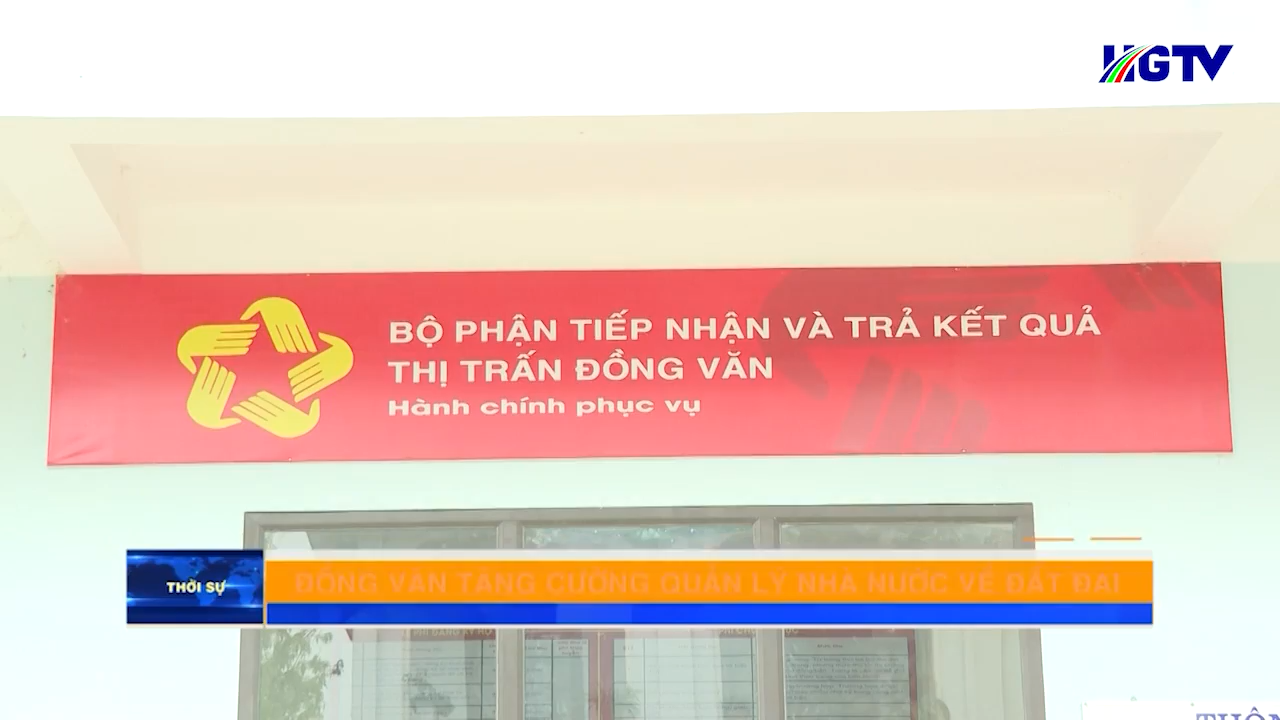 HGTV
BỘ PHẬN TIẾP NHẬN VÀ TRẢ KẾT QUẢ
THỊ TRẤN ĐỒNG VĂN
Hành chính phục vụ
THỜI SỰ
ĐỒNG VĂN TĂNG CƯỜNG QUẢN LÝ NHÀ NƯỚC VỀ ĐẤT ĐAI